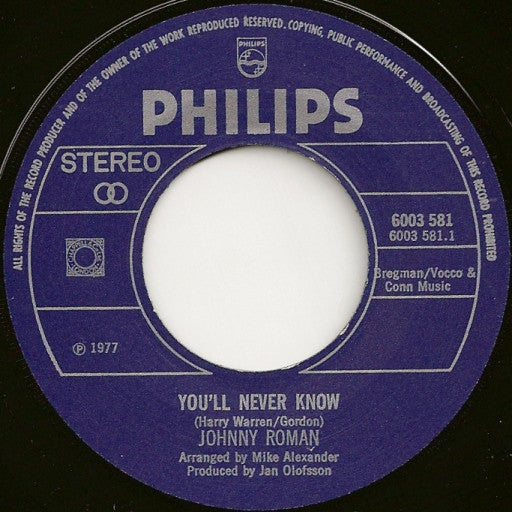 ALL RIGHTS OF THE RECORD PRODUCER AND OF THE OWNER OF THE WORK REPRODUCED RESERVED. COPYING, PUBLIC PERFORMANCE AND BROADCASTING OF THIS RECORD PROHIBITED
PHILIPS
PHILIPS
STEREO
6003 581
6003 581.1
Bregman/Vocco &
Conn Music
℗ 1977
YOU'LL NEVER KNOW
(Harry Warren/Gordon)
JOHNNY ROMAN
Arranged by Mike Alexander
Produced by Jan Olofsson